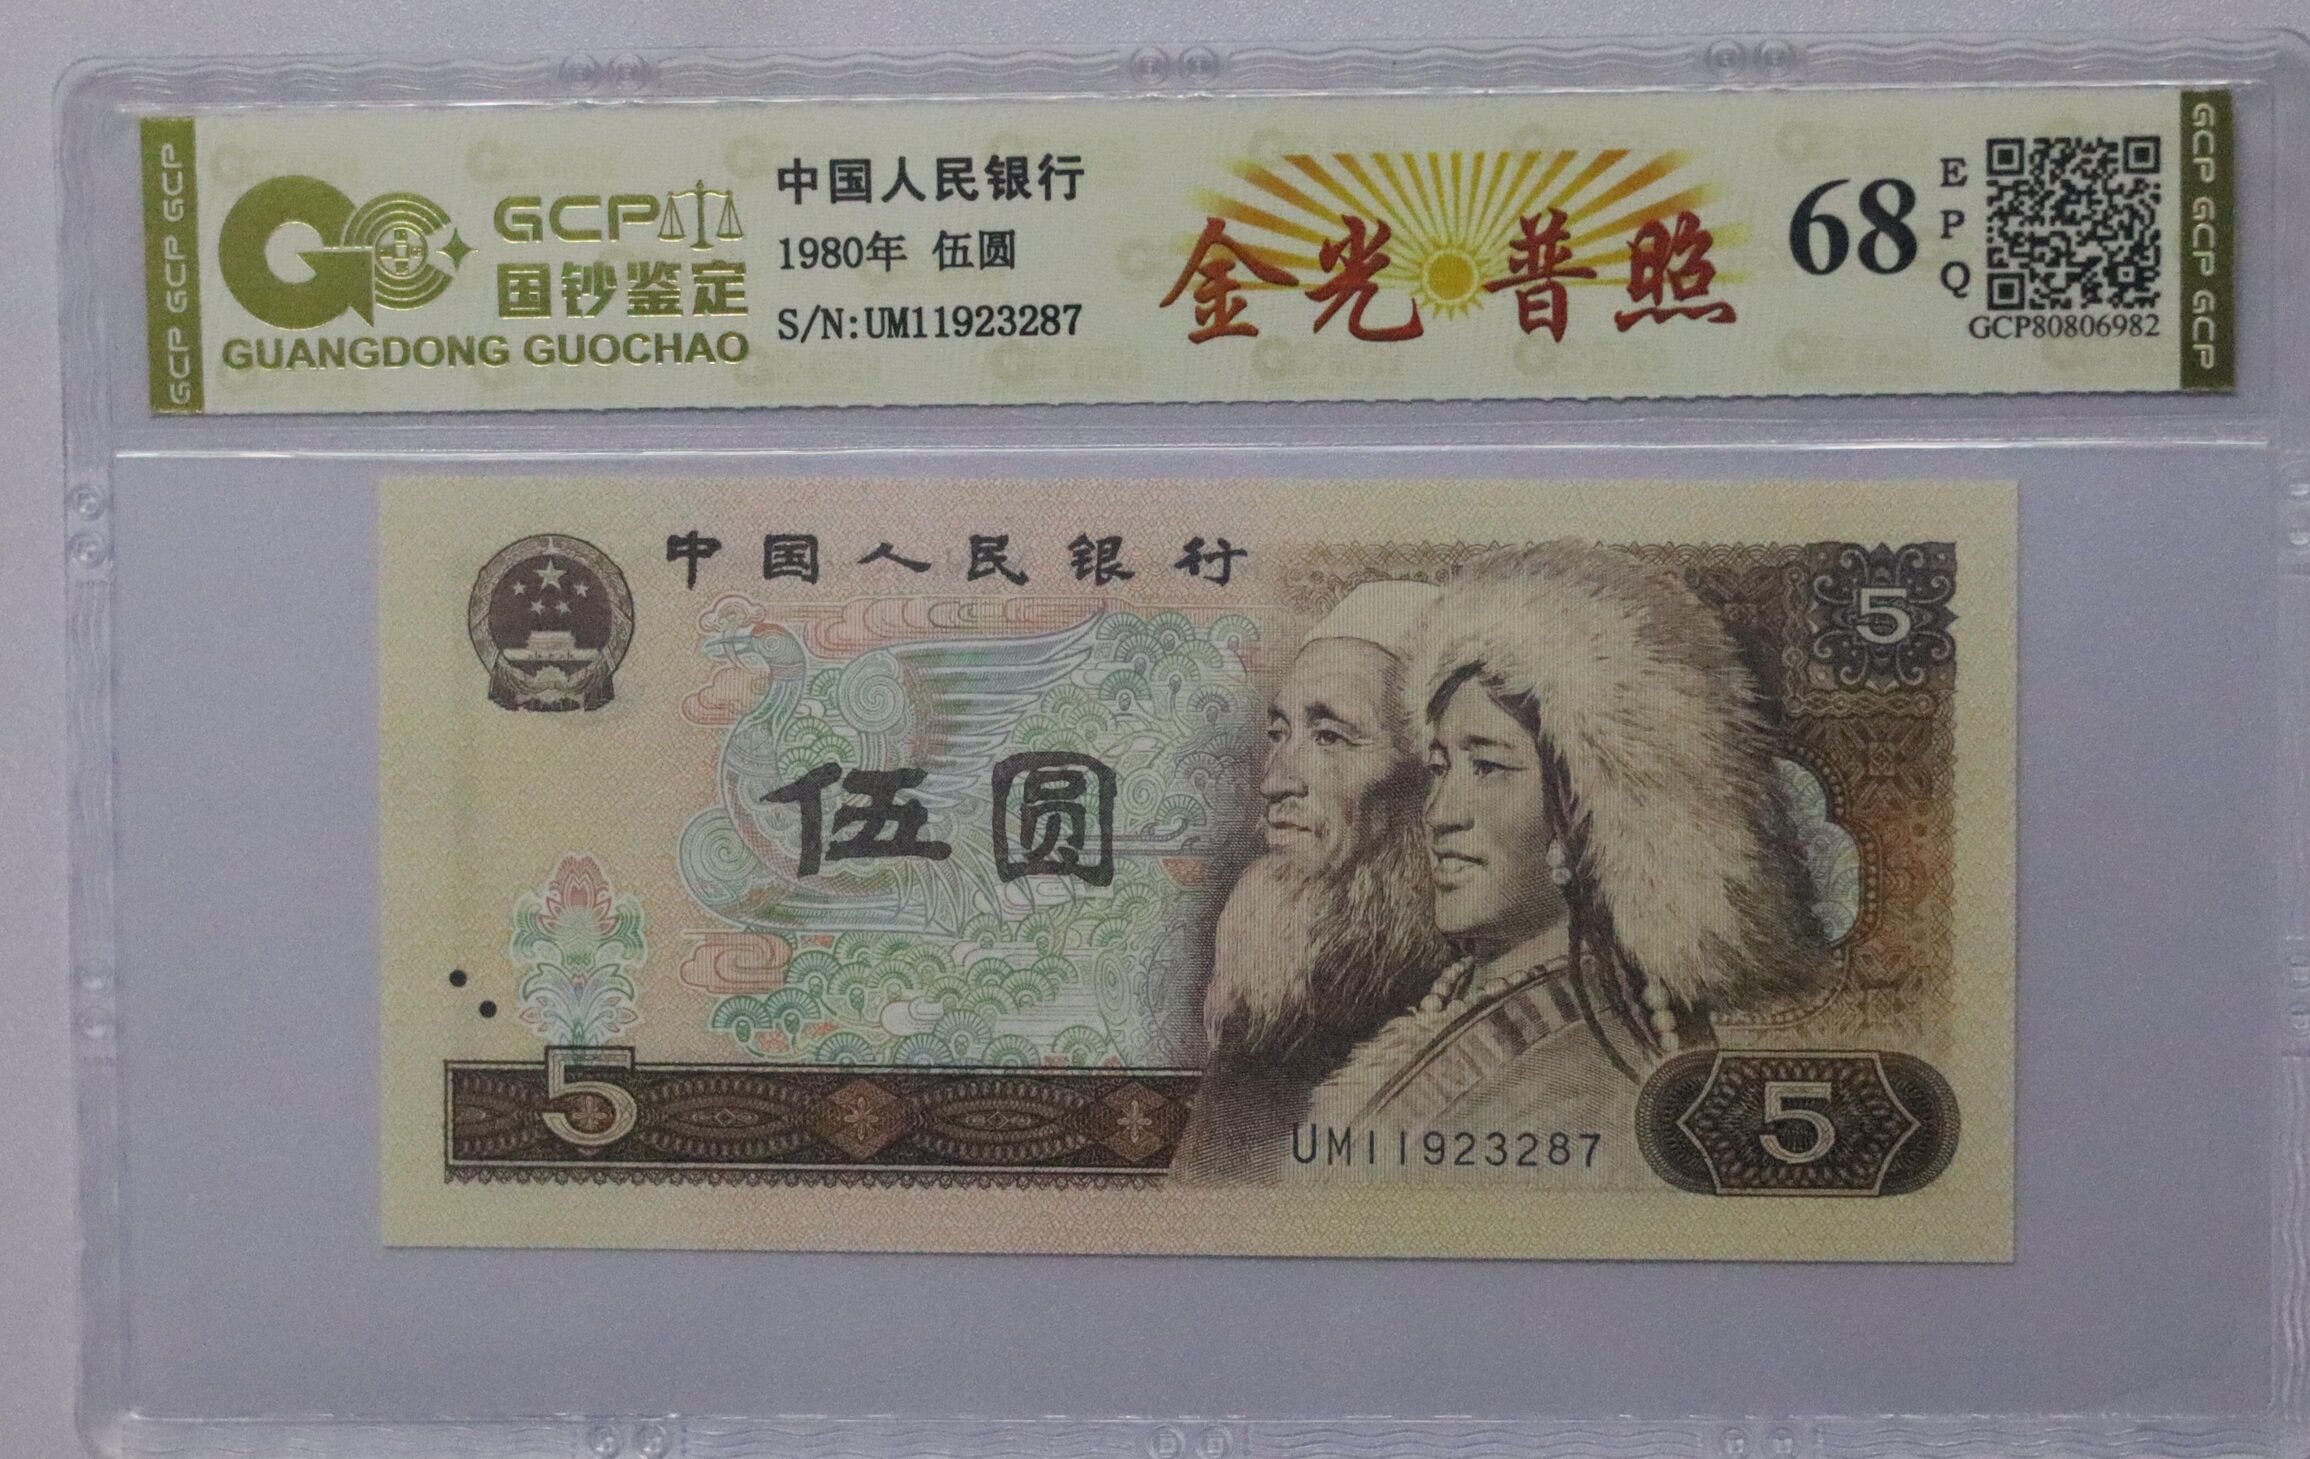 GCP GCP GCP
GCP
国钞鉴定
GUANGDONG GUOCHAO
中国人民银行
1980年 伍圆
S/N:UM11923287
金光普照
68
EPQ
GCP80806982
GCP GCP GCP
中国人民银行
5
伍圆
5
UM11923287
5